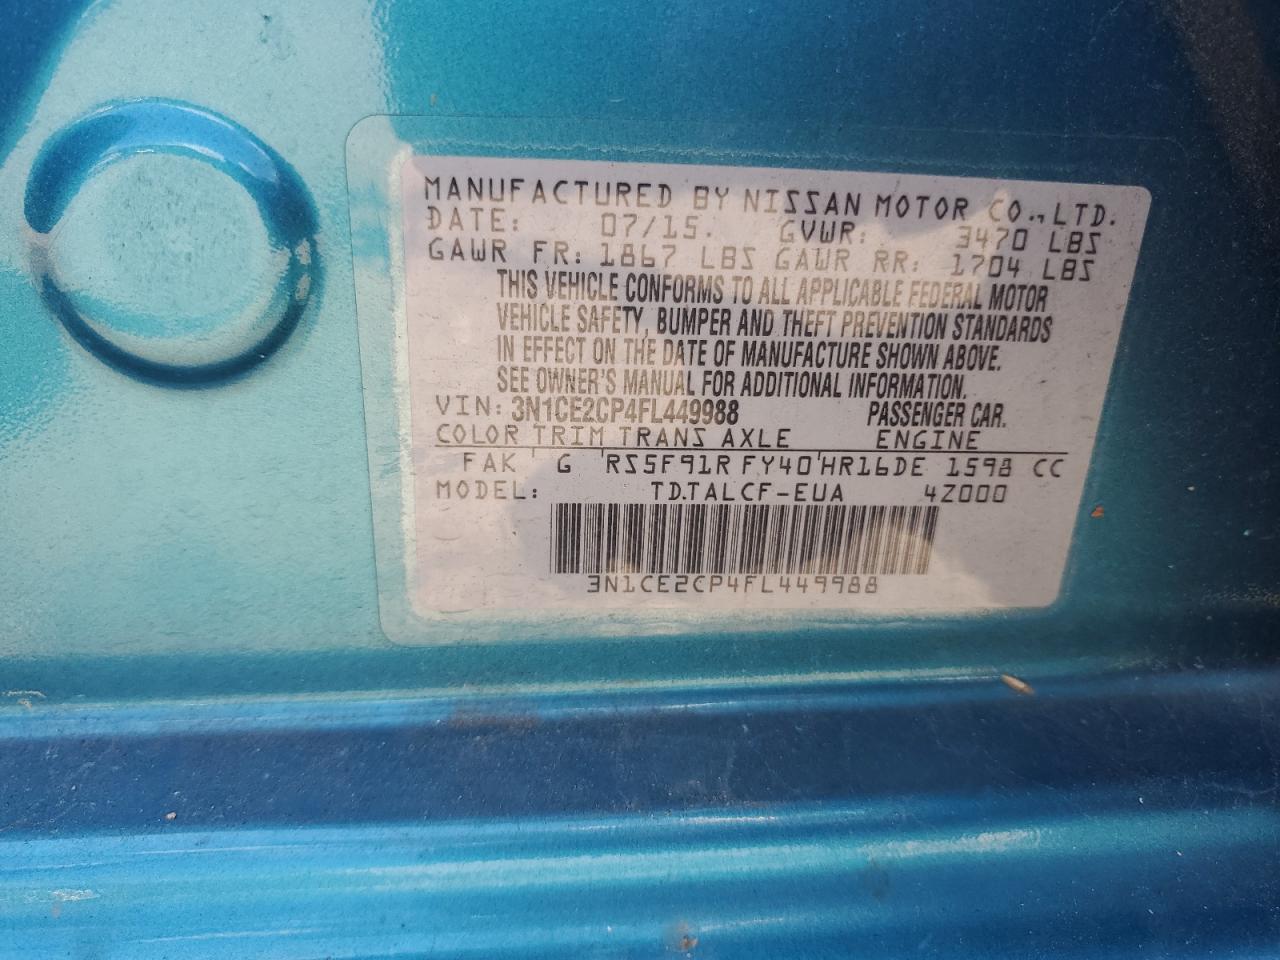 MANUFACTURED BY NISSAN MOTOR CO.,LTD.
DATE: 07/15. GVWR: 3470 LBS
GAWR FR: 1867 LBS GAWR RR: 1704 LBS
THIS VEHICLE CONFORMS TO ALL APPLICABLE FEDERAL MOTOR
VEHICLE SAFETY, BUMPER AND THEFT PREVENTION STANDARDS
IN EFFECT ON THE DATE OF MANUFACTURE SHOWN ABOVE.
SEE OWNER'S MANUAL FOR ADDITIONAL INFORMATION.
VIN: 3N1CE2CP4FL449988 PASSENGER CAR.
COLOR TRIM TRANS AXLE ENGINE
FAK G RS5F91R FY40 HR16DE 1598 CC
MODEL: TDTALCF-EUA 4Z000
3N1CE2CP4FL449988